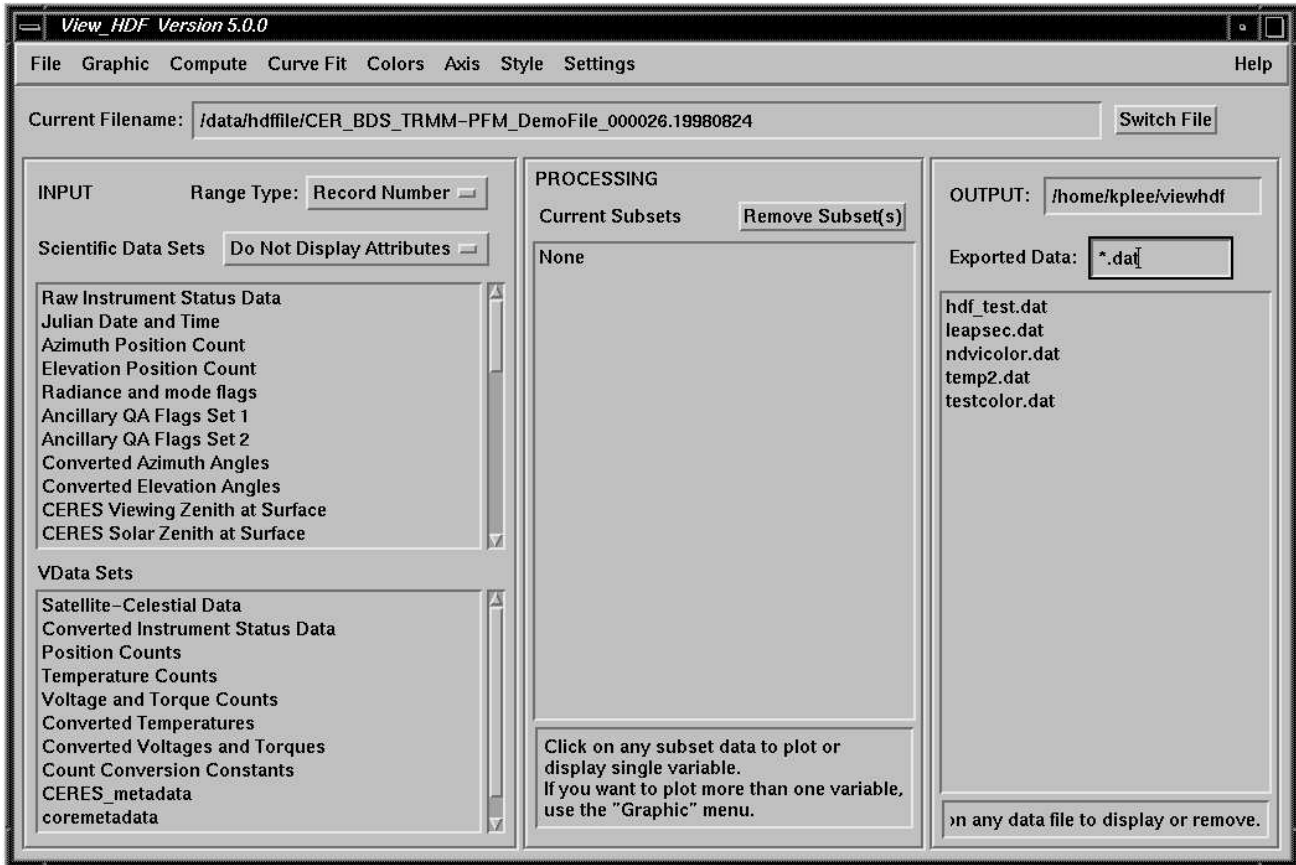 View_HDF Version 5.0.0
File Graphic Compute Curve Fit Colors Axis Style Settings Help
Current Filename: /data/hdffile/CER_BDS_TRMM-PFM_DemoFile_000026.19980824 Switch File
INPUT Range Type: Record Number
Scientific Data Sets Do Not Display Attributes
Raw Instrument Status Data
Julian Date and Time
Azimuth Position Count
Elevation Position Count
Radiance and mode flags
Ancillary QA Flags Set 1
Ancillary QA Flags Set 2
Converted Azimuth Angles
Converted Elevation Angles
CERES Viewing Zenith at Surface
CERES Solar Zenith at Surface
VData Sets
Satellite-Celestial Data
Converted Instrument Status Data
Position Counts
Temperature Counts
Voltage and Torque Counts
Converted Temperatures
Converted Voltages and Torques
Count Conversion Constants
CERES_metadata
coremetadata
PROCESSING
Current Subsets Remove Subset(s)
None
Click on any subset data to plot or
display single variable.
If you want to plot more than one variable,
use the "Graphic" menu.
OUTPUT: /home/kplee/viewhdf
Exported Data: *.dat
hdf_test.dat
leapsec.dat
ndvicolor.dat
temp2.dat
testcolor.dat
on any data file to display or remove.